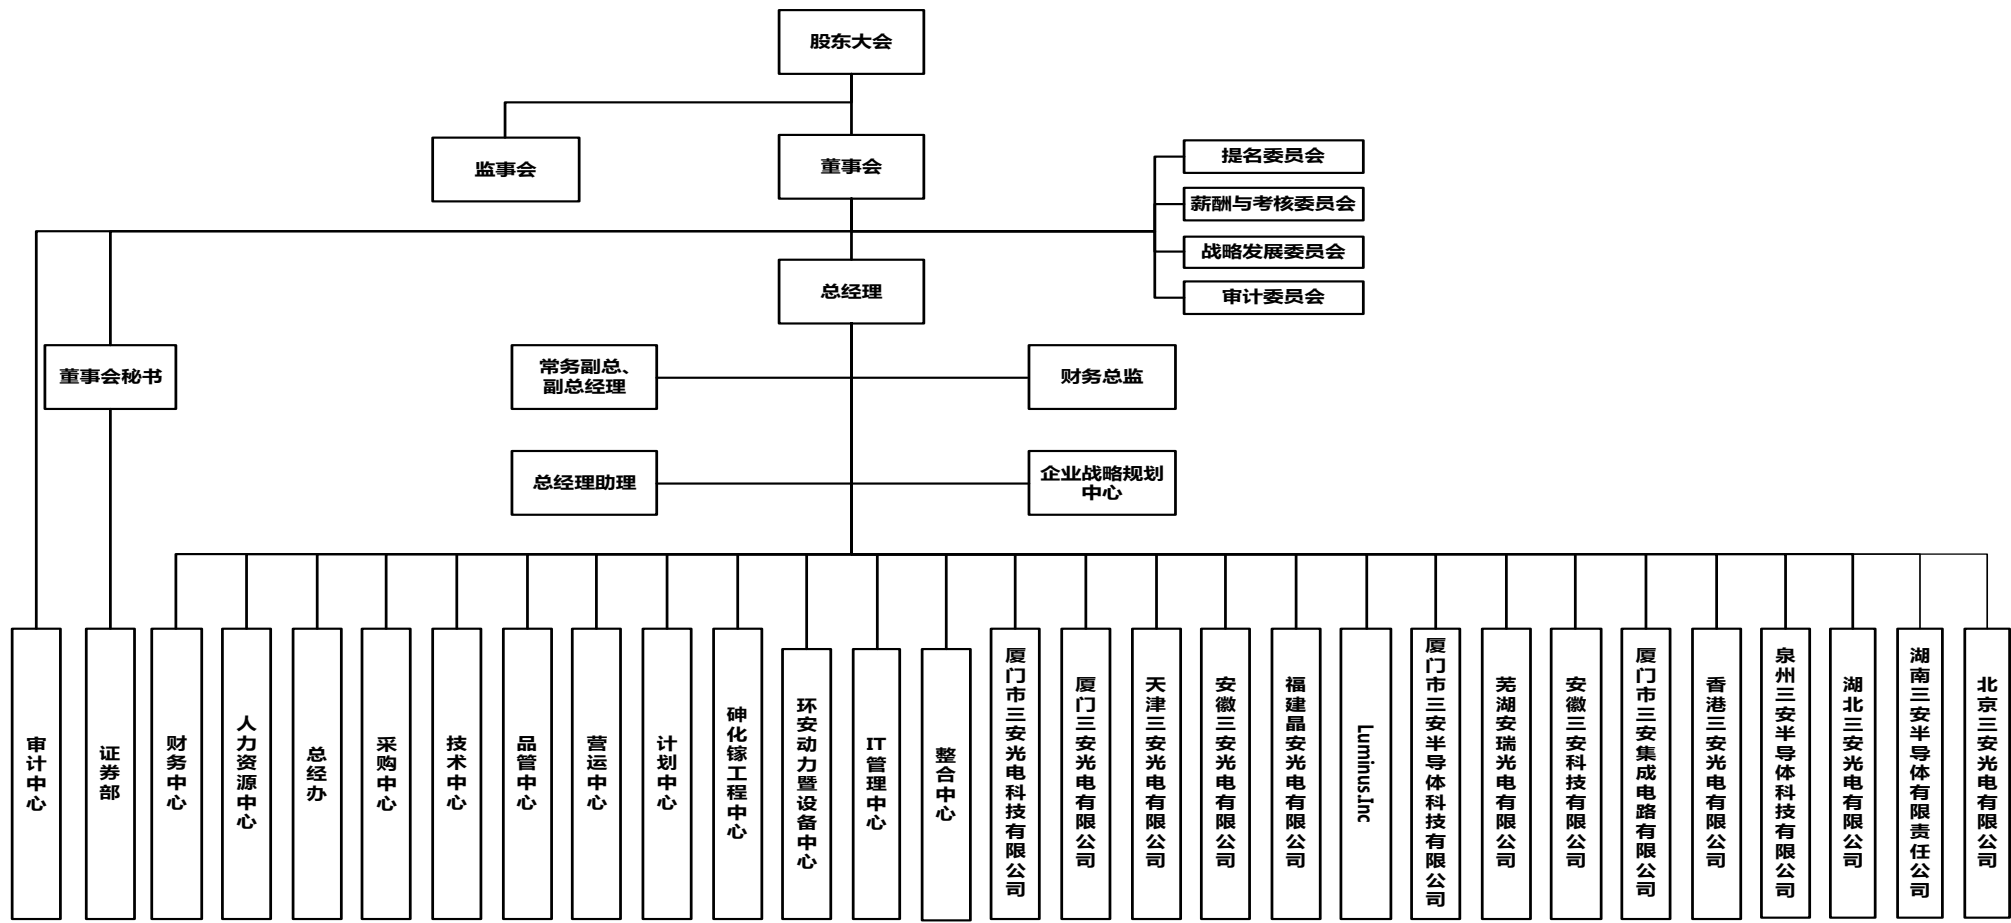 股东大会
监事会
董事会
提名委员会
薪酬与考核委员会
战略发展委员会
审计委员会
总经理
董事会秘书
常务副总、
副总经理
财务总监
总经理助理
企业战略规划
中心
审计中心
证券部
财务中心
人力资源中心
总经办
采购中心
技术中心
品管中心
营运中心
计划中心
砷化镓工程中心
环安动力暨设备中心
IT管理中心
整合中心
厦门市三安光电科技有限公司
厦门三安光电有限公司
天津三安光电有限公司
安徽三安光电有限公司
福建晶安光电有限公司
Luminus.Inc
厦门市三安半导体科技有限公司
芜湖安瑞光电有限公司
安徽三安科技有限公司
厦门市三安集成电路有限公司
香港三安光电有限公司
泉州三安半导体科技有限公司
湖北三安光电有限公司
湖南三安半导体有限责任公司
北京三安光电有限公司